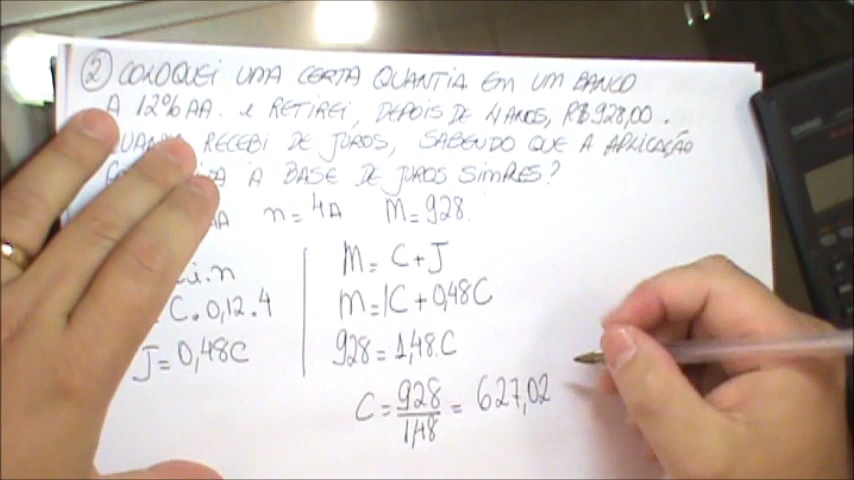 2 COLOQUEI UMA CERTA QUANTIA EM UM BANCO
A 12% AA. e RETIREI, DEPOIS DE 4 ANOS, R$ 928,00.
RECEBI DE JUROS, SABENDO QUE A APLICAÇÃO
A BASE DE JUROS SIMPLES?
AA n = 4A M = 928.
.i.n
C.0,12.4
J = 0,48C
M = C + J
M = 1C + 0,48C
928 = 1,48.C
C = 928/1,48 = 627,02
CASIO